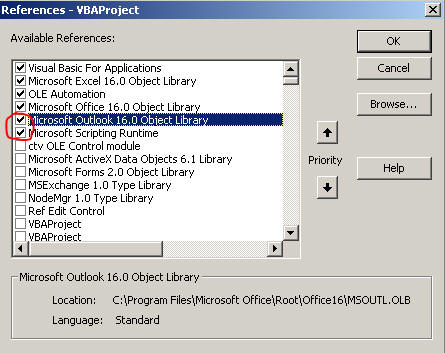 References - VBAProject
Available References:
OK
Visual Basic For Applications
Microsoft Excel 16.0 Object Library
OLE Automation
Microsoft Office 16.0 Object Library
Microsoft Outlook 16.0 Object Library
Microsoft Scripting Runtime
ctv OLE Control module
Microsoft ActiveX Data Objects 6.1 Library
Microsoft Forms 2.0 Object Library
MSExchange 1.0 Type Library
NodeMgr 1.0 Type Library
Ref Edit Control
VBAProject
VBAProject
Cancel
Browse...
Priority
Help
Microsoft Outlook 16.0 Object Library
Location: C:\Program Files\Microsoft Office\Root\Office16\MSOUTL.OLB
Language: Standard